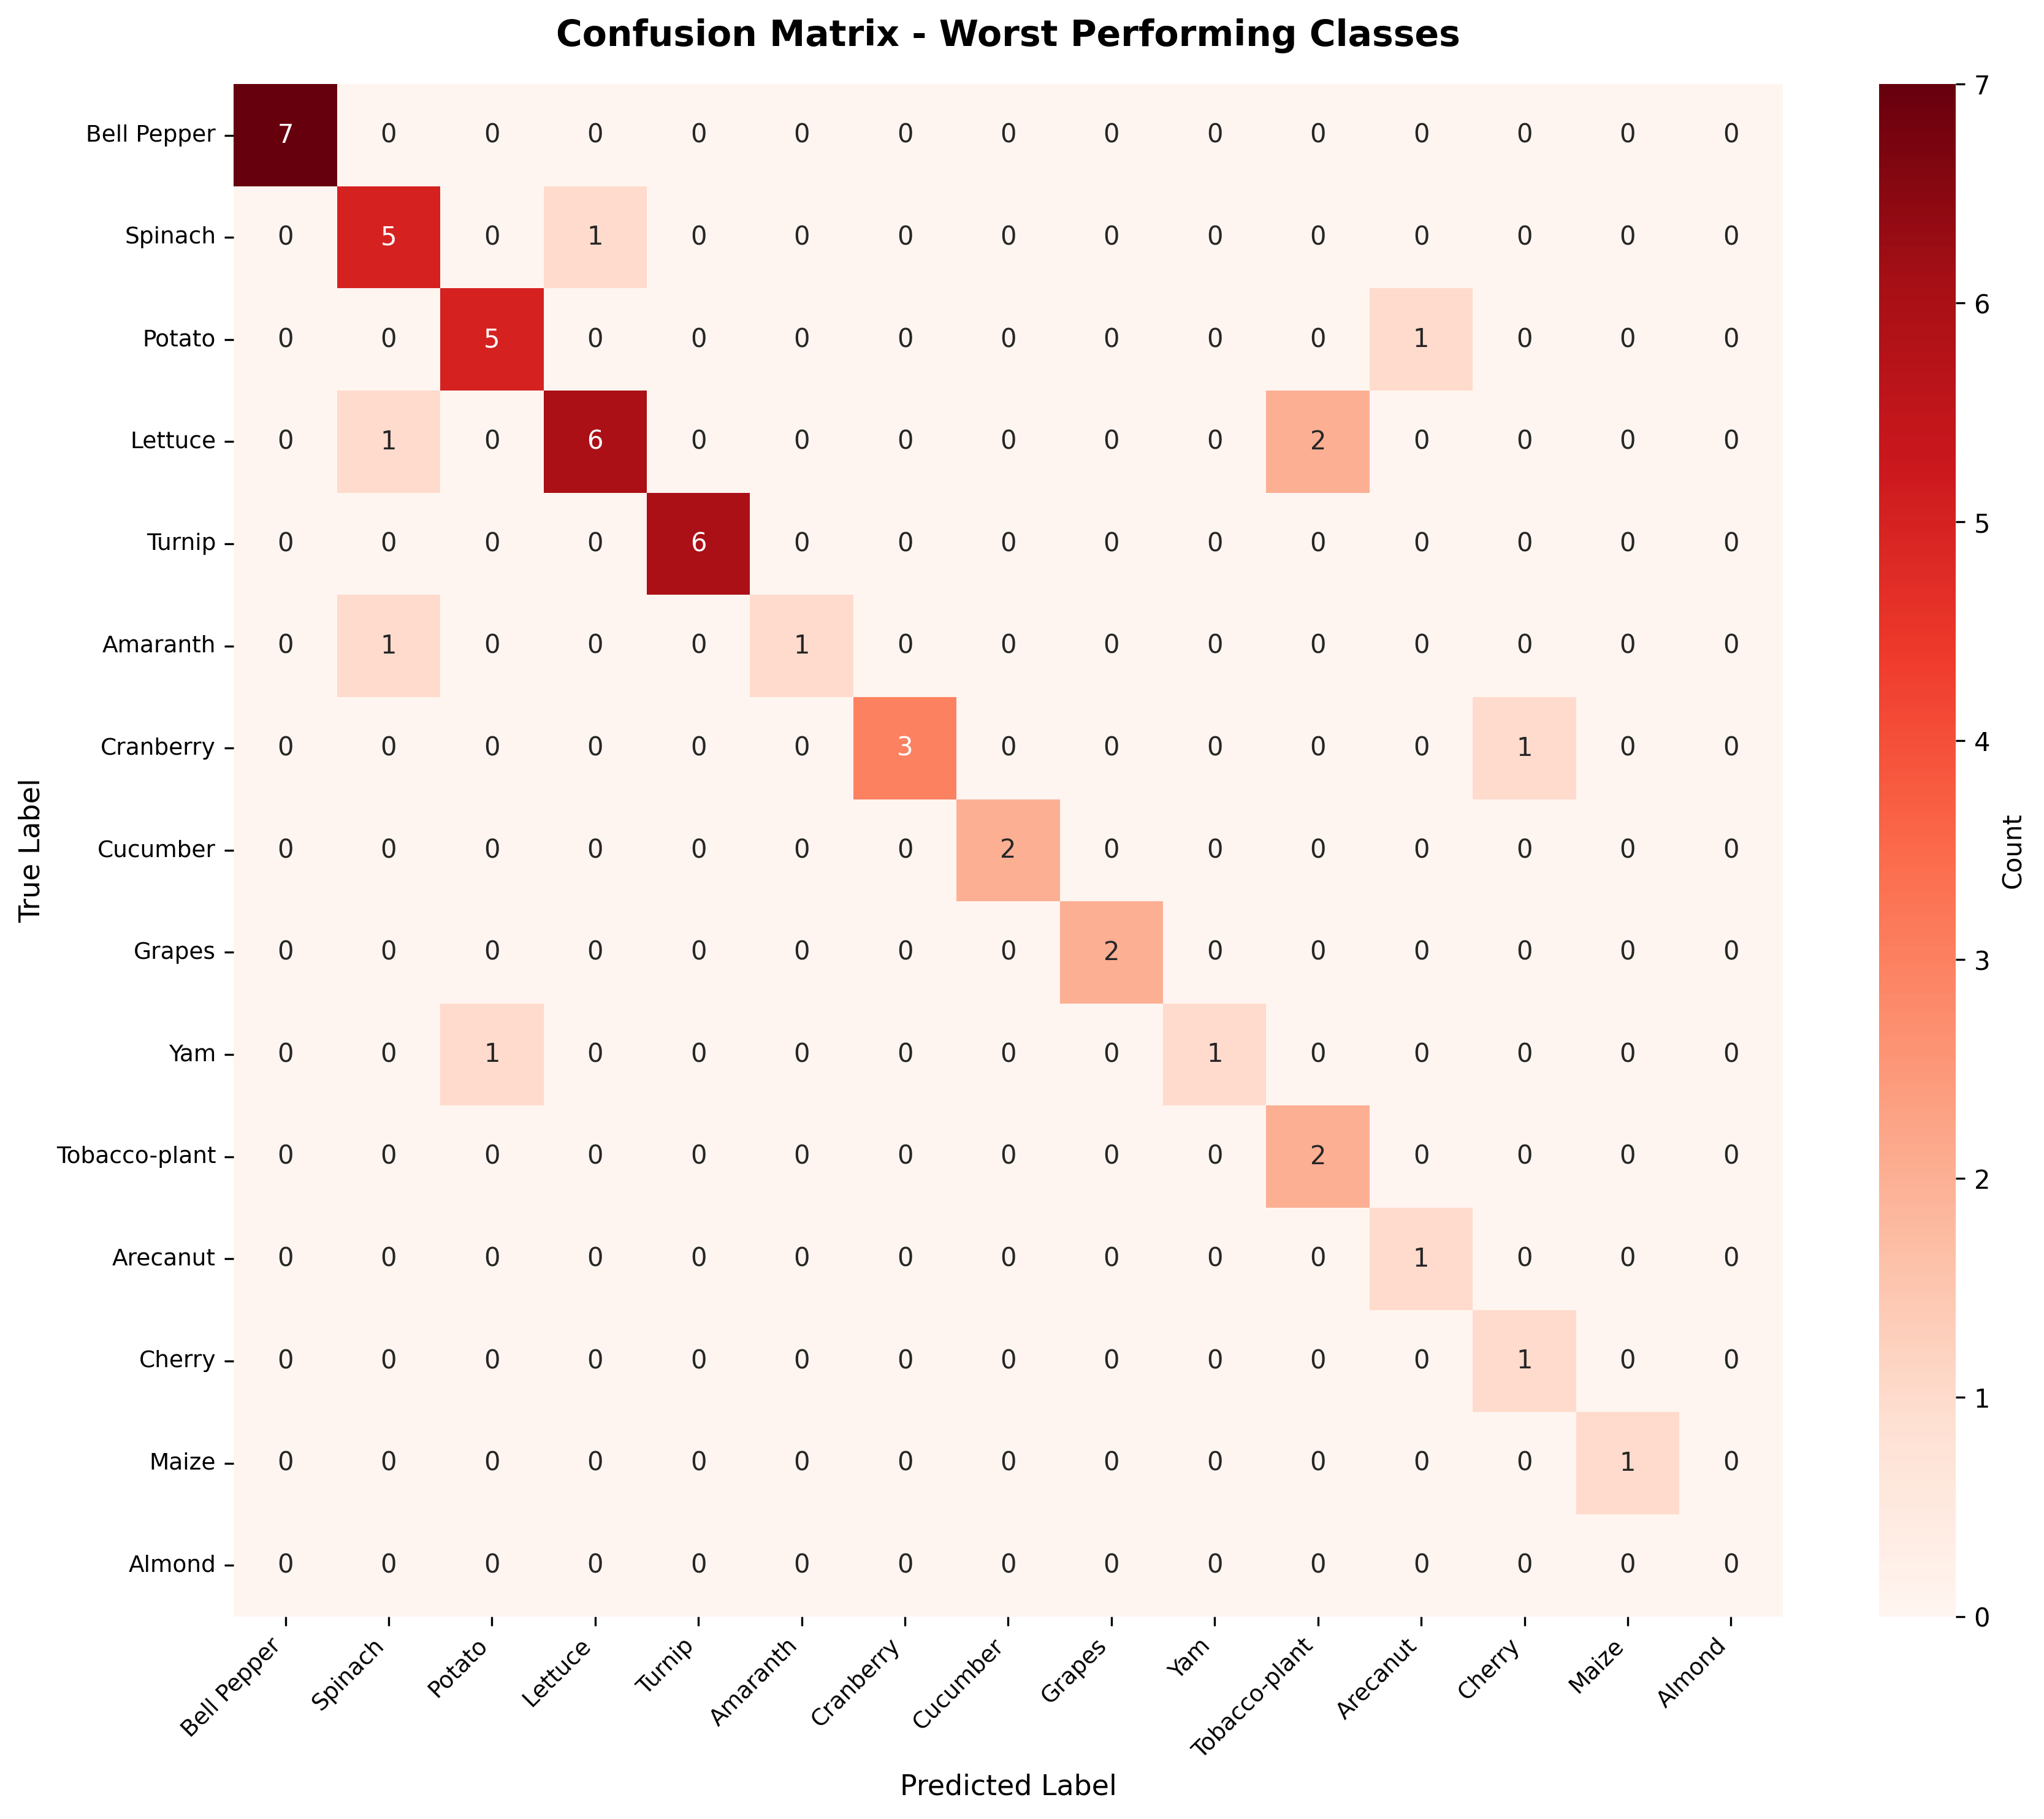 Confusion Matrix - Worst Performing Classes
Bell Pepper 7 0 0 0 0 0 0 0 0 0 0 0 0 0 0
Spinach 0 5 0 1 0 0 0 0 0 0 0 0 0 0 0
Potato 0 0 5 0 0 0 0 0 0 0 0 1 0 0 0
Lettuce 0 1 0 6 0 0 0 0 0 0 2 0 0 0 0
Turnip 0 0 0 0 6 0 0 0 0 0 0 0 0 0 0
Amaranth 0 1 0 0 0 1 0 0 0 0 0 0 0 0 0
Cranberry 0 0 0 0 0 0 3 0 0 0 0 0 1 0 0
Cucumber 0 0 0 0 0 0 0 2 0 0 0 0 0 0 0
Grapes 0 0 0 0 0 0 0 0 2 0 0 0 0 0 0
Yam 0 0 1 0 0 0 0 0 0 1 0 0 0 0 0
Tobacco-plant 0 0 0 0 0 0 0 0 0 0 2 0 0 0 0
Arecanut 0 0 0 0 0 0 0 0 0 0 0 1 0 0 0
Cherry 0 0 0 0 0 0 0 0 0 0 0 0 1 0 0
Maize 0 0 0 0 0 0 0 0 0 0 0 0 0 1 0
Almond 0 0 0 0 0 0 0 0 0 0 0 0 0 0 0
Bell Pepper Spinach Potato Lettuce Turnip Amaranth Cranberry Cucumber Grapes Yam Tobacco-plant Arecanut Cherry Maize Almond
Predicted Label
True Label
7
6
5
4
3
2
1
0
Count